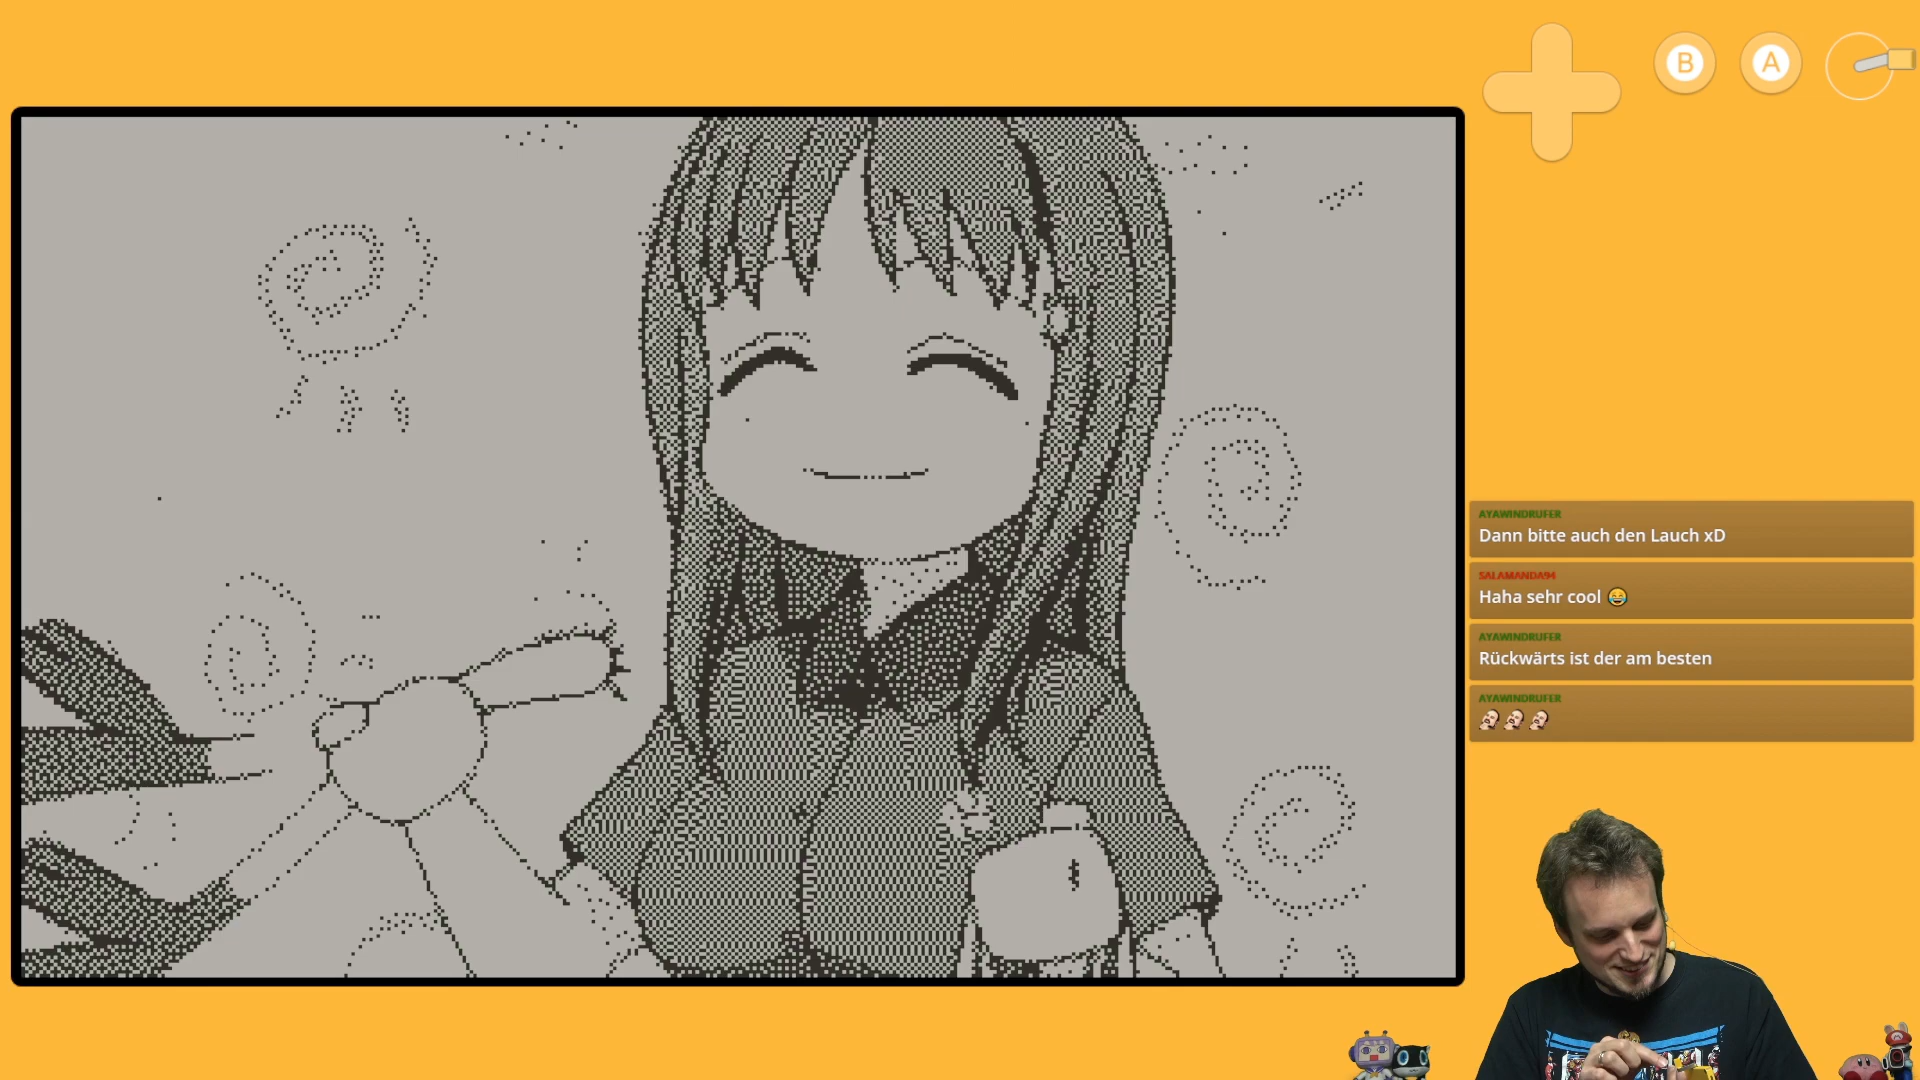 B
A
AYAWINDRUFER
Dann bitte auch den Lauch xD
SALAMANDA94
Haha sehr cool 😂
AYAWINDRUFER
Rückwärts ist der am besten
AYAWINDRUFER